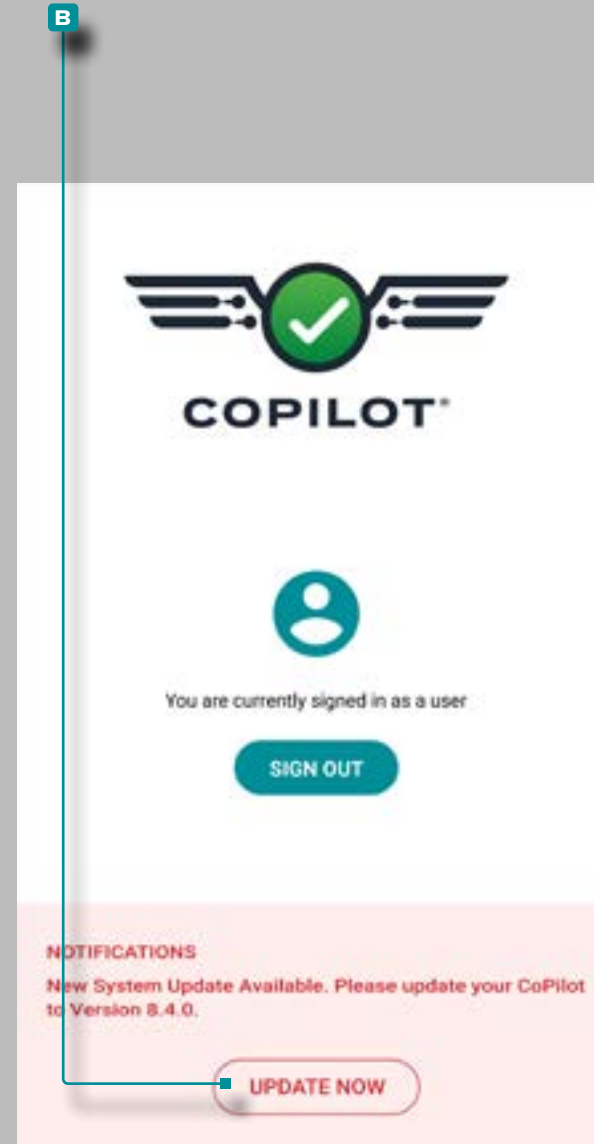 B
COPILOT®
You are currently signed in as a user
SIGN OUT
NOTIFICATIONS
New System Update Available. Please update your CoPilot
to Version 8.4.0.
UPDATE NOW